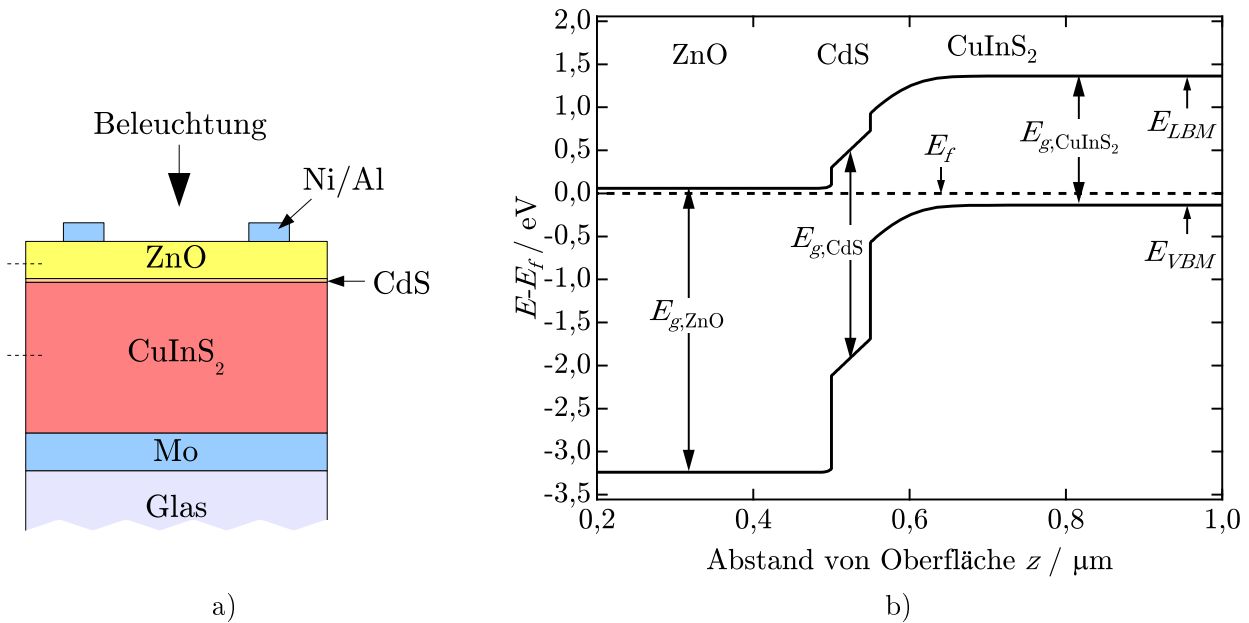 Beleuchtung
Ni/Al
ZnO
CdS
CuInS₂
Mo
Glas
a)
ZnO CdS CuInS₂
2,0
1,5
1,0
0,5
0,0
-0,5
-1,0
-1,5
-2,0
-2,5
-3,0
-3,5
E-E_f / eV
E_g,ZnO
E_g,CdS
E_f
E_g,CuInS₂
E_LBM
E_VBM
0,2 0,4 0,6 0,8 1,0
Abstand von Oberfläche z / µm
b)